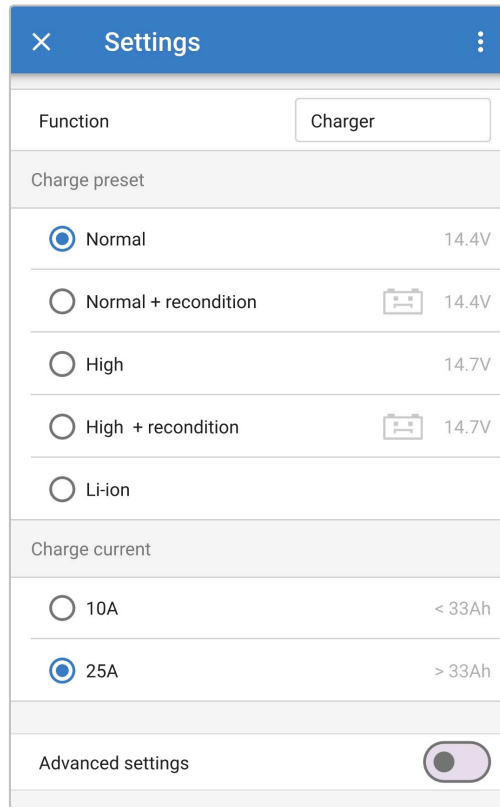 Settings
Function Charger
Charge preset
Normal 14.4V
Normal + recondition 14.4V
High 14.7V
High + recondition 14.7V
Li-ion
Charge current
10A < 33Ah
25A > 33Ah
Advanced settings